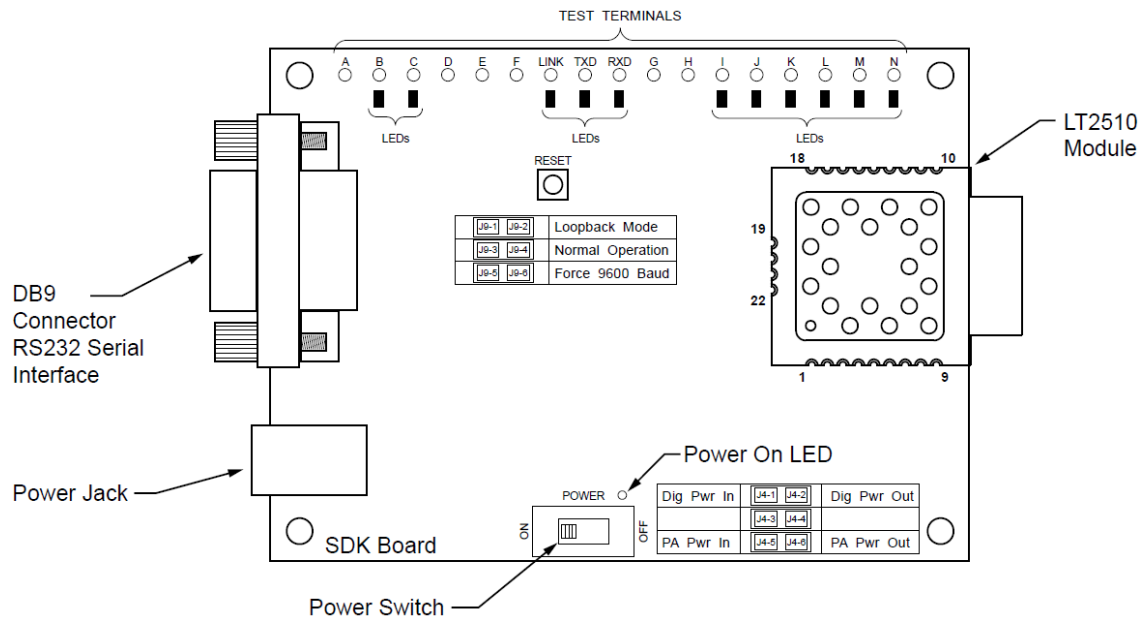 TEST TERMINALS
A B C D E F LINK TXD RXD G H I J K L M N
LEDs LEDs LEDs
LT2510
Module
RESET
18 10
J9-1 J9-2 Loopback Mode
J9-3 J9-4 Normal Operation
J9-5 J9-6 Force 9600 Baud
19
22
1 9
DB9
Connector
RS232 Serial
Interface
Power Jack
Power On LED
POWER
ON OFF
Dig Pwr In J4-1 J4-2 Dig Pwr Out
J4-3 J4-4
PA Pwr In J4-5 J4-6 PA Pwr Out
SDK Board
Power Switch